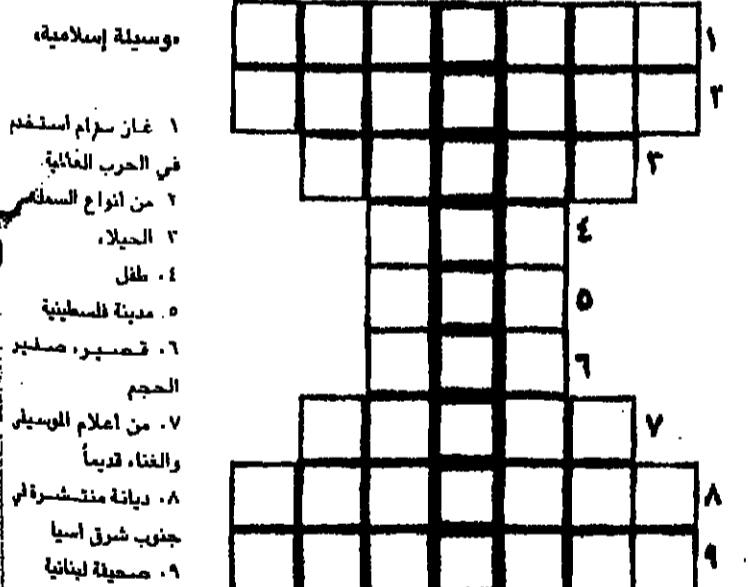 «وسيلة إسلامية»
١ غاز سام أستخدم
في الحرب العالمية.
٢ من أنواع السمك
٣ الحيلاء
٤. طفل
٥. مدينة فلسطينية
٦. قصير، صغير
الحجم
٧. من أعلام الموسيقى
والغناء قديماً
٨. ديانة منتشرة في
جنوب شرق آسيا
٩. صحيفة لبنانية
١
٢
٣
٤
٥
٦
٧
٨
٩